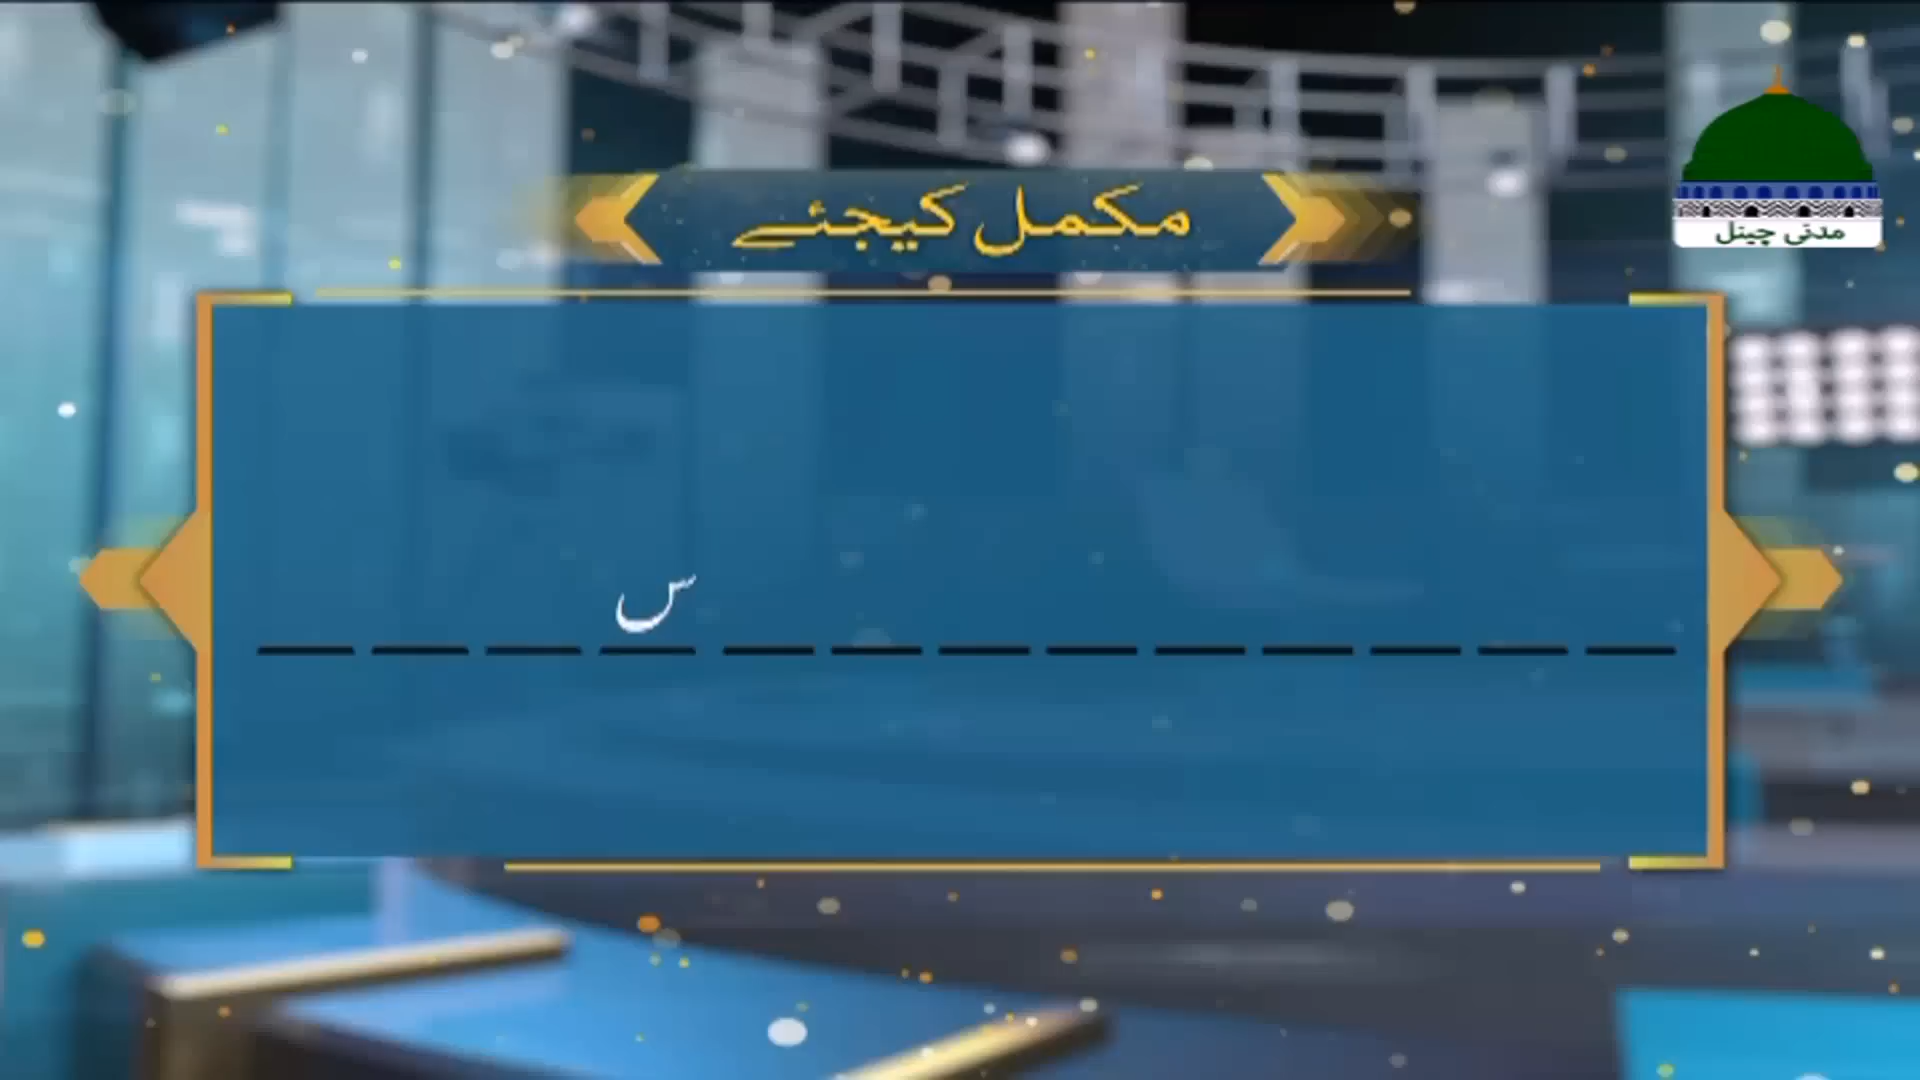 مکمل کیجئے
مدنی چینل
س